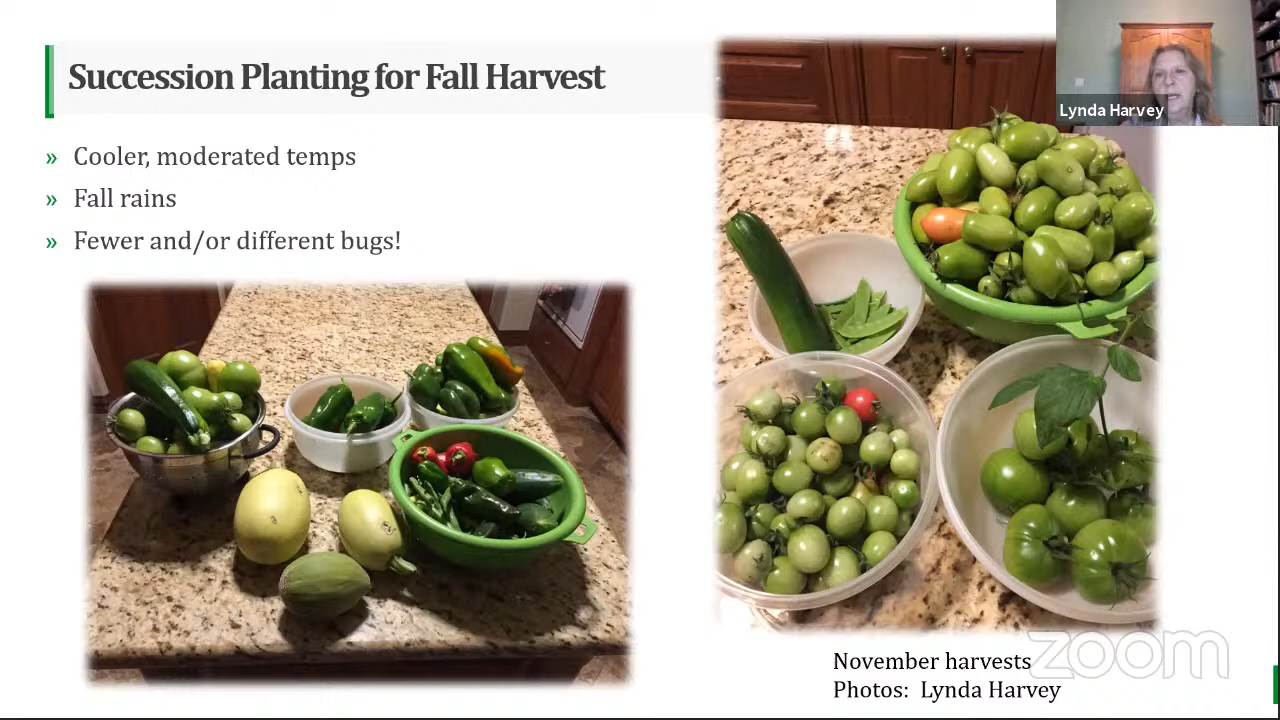 Succession Planting for Fall Harvest
» Cooler, moderated temps
» Fall rains
» Fewer and/or different bugs!
Lynda Harvey
November harvests
Photos: Lynda Harvey
zoom